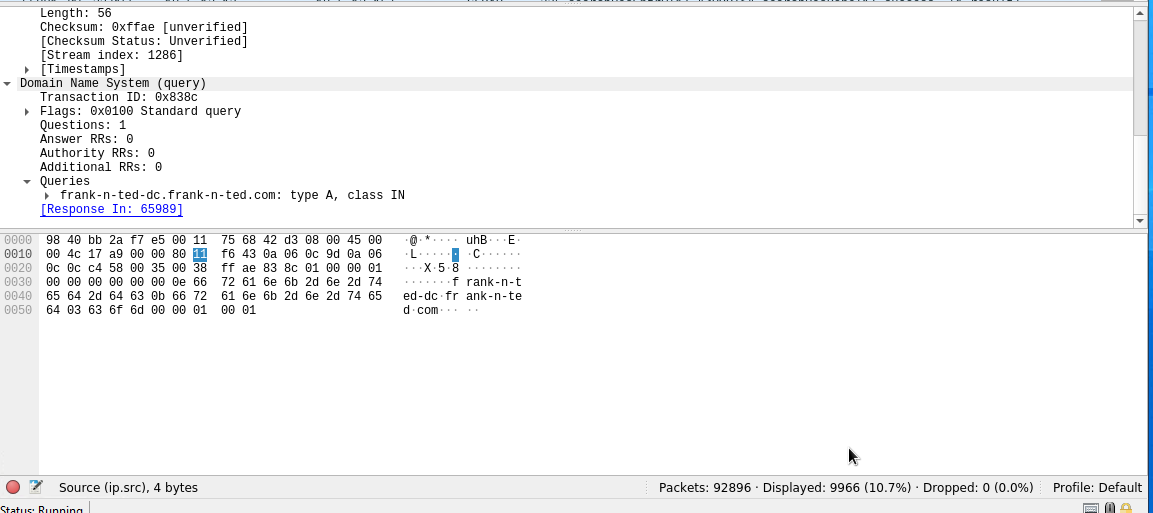 Length: 56
Checksum: 0xffae [unverified]
[Checksum Status: Unverified]
[Stream index: 1286]
[Timestamps]
Domain Name System (query)
Transaction ID: 0x838c
Flags: 0x0100 Standard query
Questions: 1
Answer RRs: 0
Authority RRs: 0
Additional RRs: 0
Queries
frank-n-ted-dc.frank-n-ted.com: type A, class IN
[Response In: 65989]
0000 98 40 bb 2a f7 e5 00 11 75 68 42 d3 08 00 45 00 ·@·*···· uhB···E·
0010 00 4c 17 a9 00 00 80 11 f6 43 0a 06 0c 9d 0a 06 ·L······ ·C······
0020 0c 0c c4 58 00 35 00 38 ff ae 83 8c 01 00 00 01 ···X·5·8 ········
0030 00 00 00 00 00 00 0e 66 72 61 6e 6b 2d 6e 2d 74 ·······f rank-n-t
0040 65 64 2d 64 63 0b 66 72 61 6e 6b 2d 6e 2d 74 65 ed-dc·fr ank-n-te
0050 64 03 63 6f 6d 00 00 01 00 01 d·com··· ··
Source (ip.src), 4 bytes
Packets: 92896 · Displayed: 9966 (10.7%) · Dropped: 0 (0.0%)
Profile: Default
Status: Running